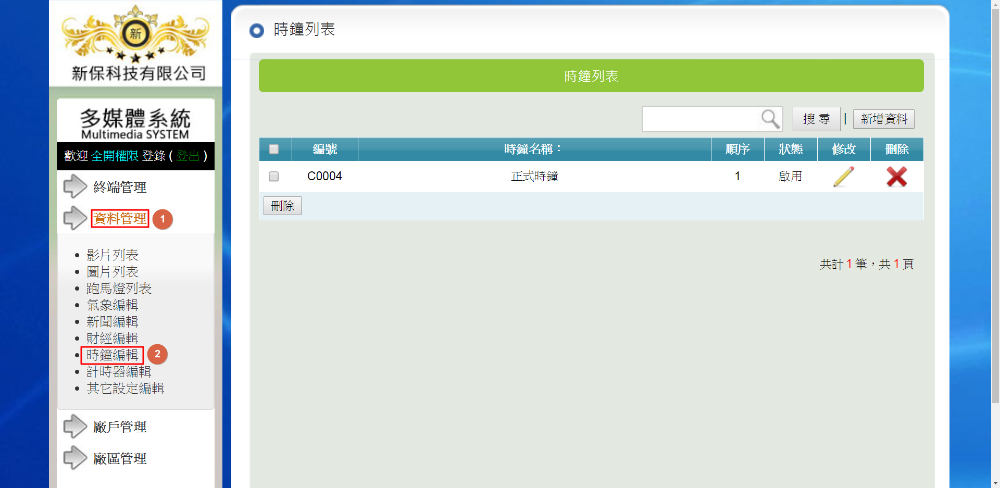 新
新保科技有限公司
多媒體系統
Multimedia SYSTEM
歡迎 全開權限 登錄 ( 登出 )
終端管理
資料管理 1
影片列表
圖片列表
跑馬燈列表
氣象編輯
新聞編輯
財經編輯
時鐘編輯 2
計時器編輯
其它設定編輯
廠戶管理
廠區管理
時鐘列表
時鐘列表
搜 尋 | 新增資料
編號 時鐘名稱： 順序 狀態 修改 刪除
C0004 正式時鐘 1 啟用
刪除
共計 1 筆，共 1 頁